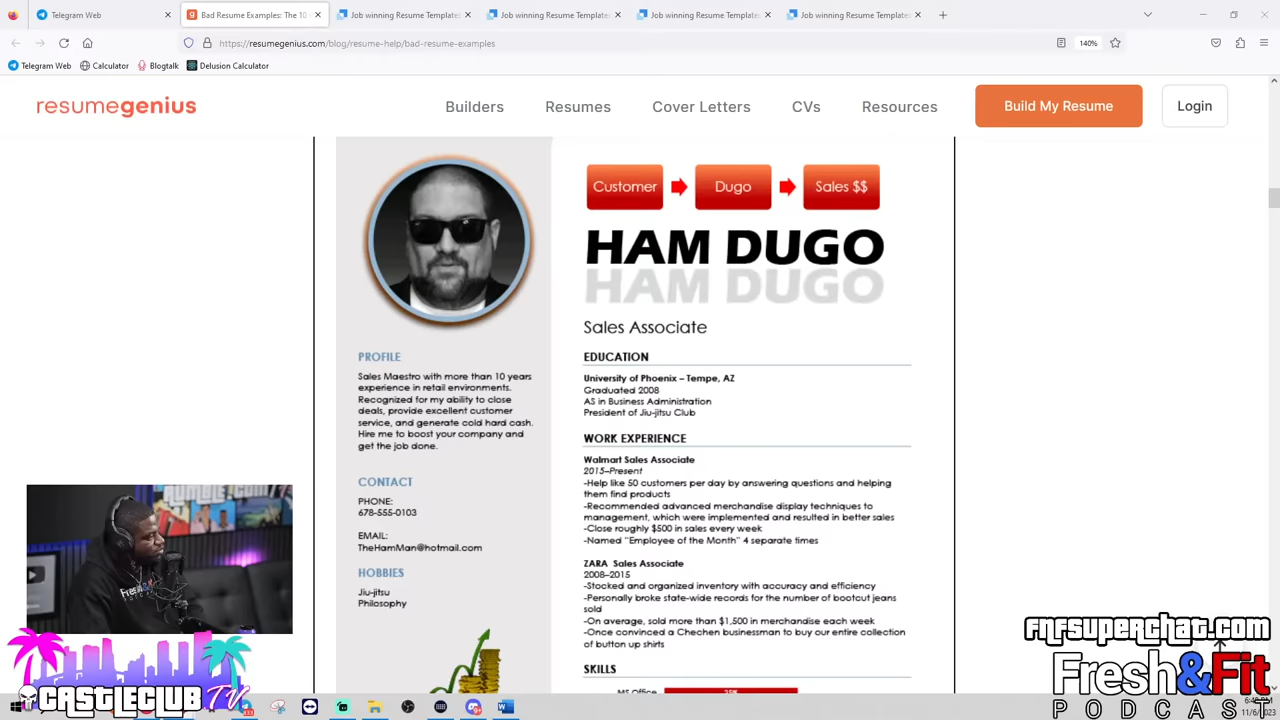 Telegram Web
Bad Resume Examples: The 10
Job winning Resume Templates
Job winning Resume Templates
Job winning Resume Templates
Job winning Resume Templates
https://resumegenius.com/blog/resume-help/bad-resume-examples
140%
Telegram Web
Calculator
Blogtalk
Delusion Calculator
resumegenius
Builders
Resumes
Cover Letters
CVs
Resources
Build My Resume
Login
Customer
Dugo
Sales $$
HAM DUGO
HAM DUGO
Sales Associate
PROFILE
Sales Maestro with more than 10 years
experience in retail environments.
Recognized for my ability to close
deals, provide excellent customer
service, and generate cold hard cash.
Hire me to boost your company and
get the job done.
CONTACT
PHONE:
678-555-0103
EMAIL:
TheHamMan@hotmail.com
HOBBIES
Jiu-jitsu
Philosophy
EDUCATION
University of Phoenix – Tempe, AZ
Graduated 2008
AS in Business Administration
President of Jiu-jitsu Club
WORK EXPERIENCE
Walmart Sales Associate
2015–Present
-Help like 50 customers per day by answering questions and helping
them find products
-Recommended advanced merchandise display techniques to
management, which were implemented and resulted in better sales
-Close roughly $500 in sales every week
-Named "Employee of the Month" 4 separate times
ZARA Sales Associate
2008–2015
-Stocked and organized inventory with accuracy and efficiency
-Personally broke state-wide records for the number of bootcut jeans
sold
-On average, sold more than $1,500 in merchandise each week
-Once convinced a Chechen businessman to buy our entire collection
of button up shirts
SKILLS
MS Office
Fresh&Fit
CASTLECLUB TV
fnfsuperchat.com
Fresh&Fit
PODCAST
11/6/2023